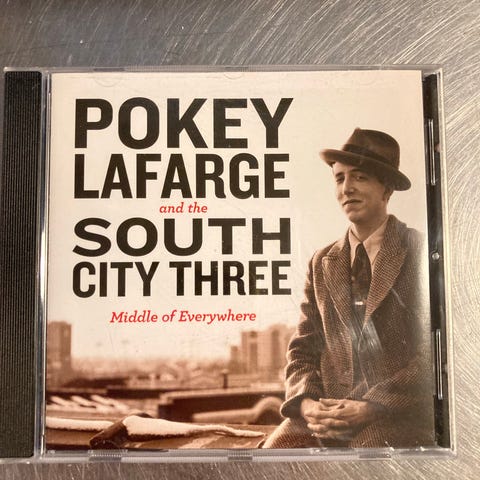 POKEY
LAFARGE
and the
SOUTH
CITY THREE
Middle of Everywhere